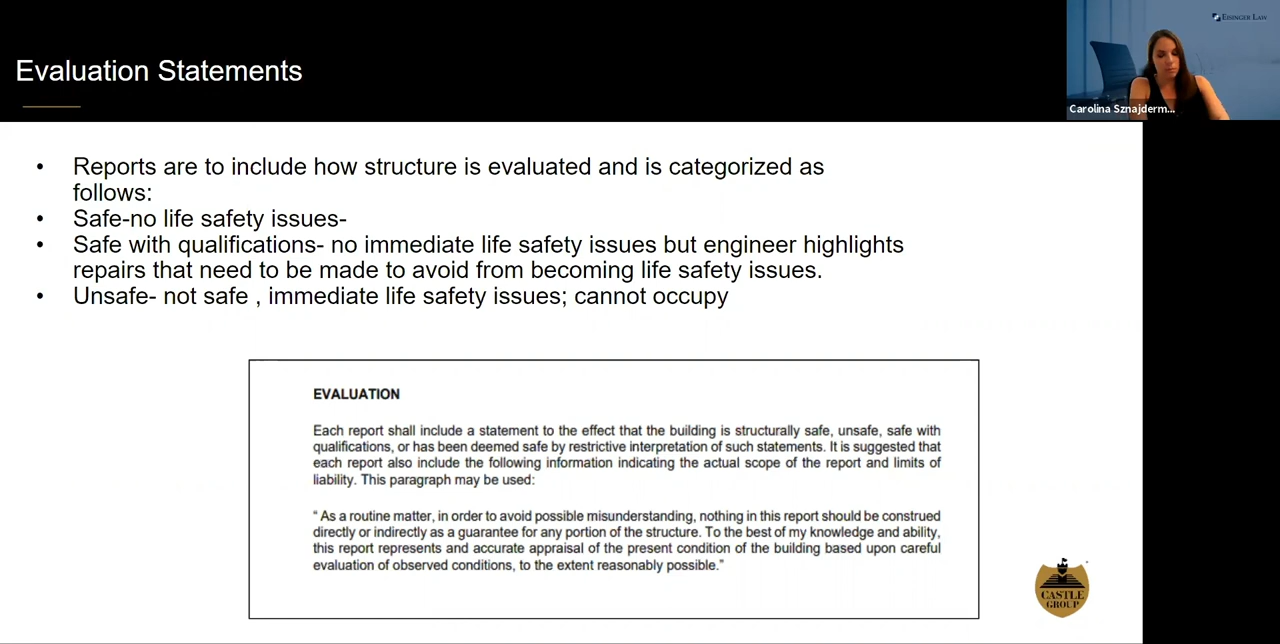 Evaluation Statements
EISINGER LAW
Carolina Sznajderm...
• Reports are to include how structure is evaluated and is categorized as
follows:
• Safe-no life safety issues-
• Safe with qualifications- no immediate life safety issues but engineer highlights
repairs that need to be made to avoid from becoming life safety issues.
• Unsafe- not safe , immediate life safety issues; cannot occupy
EVALUATION
Each report shall include a statement to the effect that the building is structurally safe, unsafe, safe with
qualifications, or has been deemed safe by restrictive interpretation of such statements. It is suggested that
each report also include the following information indicating the actual scope of the report and limits of
liability. This paragraph may be used:
“ As a routine matter, in order to avoid possible misunderstanding, nothing in this report should be construed
directly or indirectly as a guarantee for any portion of the structure. To the best of my knowledge and ability,
this report represents and accurate appraisal of the present condition of the building based upon careful
evaluation of observed conditions, to the extent reasonably possible.”
CASTLE
GROUP